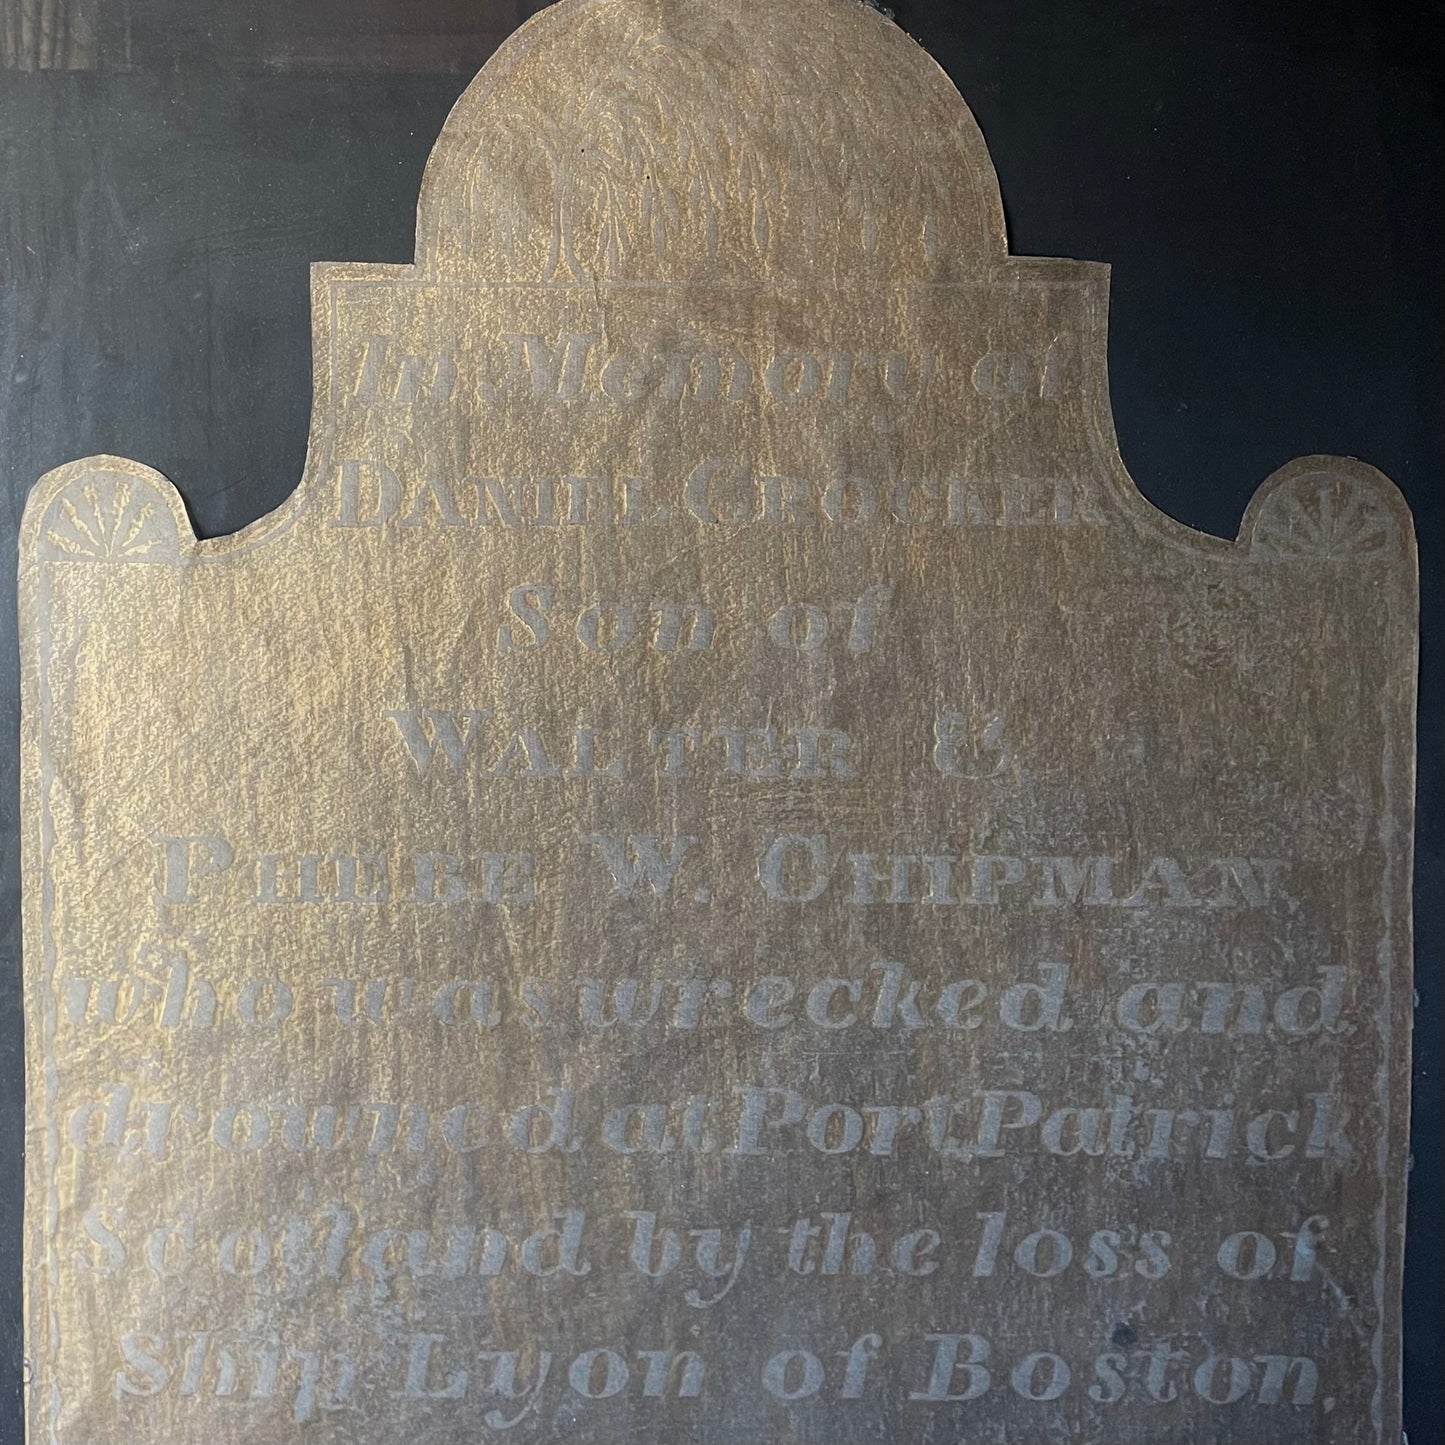 In Memory of
DANIEL CROCKER
Son of
WALTER &
PHEBE W. CHIPMAN,
who was wrecked and
drowned at Port Patrick
Scotland by the loss of
Ship Lyon of Boston,